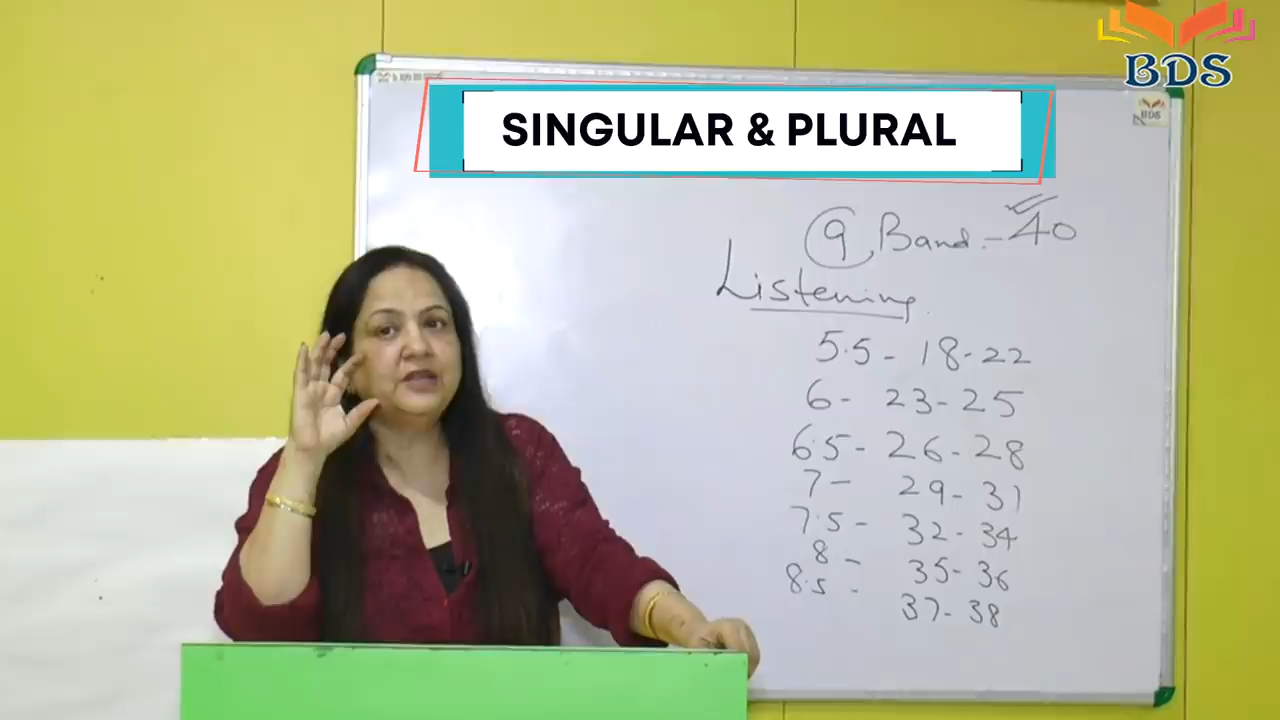 BDS
SINGULAR & PLURAL
BDS
9 Band - 40
Listening
5.5 - 18-22
6 - 23-25
6.5 - 26-28
7 - 29-31
7.5 - 32-34
8 - 35-36
8.5 - 37-38